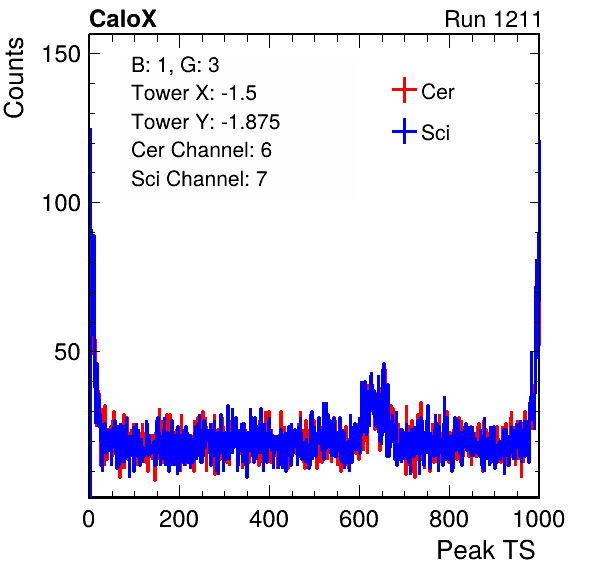 CaloX Run 1211
Counts
150
100
50
B: 1, G: 3
Tower X: -1.5
Tower Y: -1.875
Cer Channel: 6
Sci Channel: 7
Cer
Sci
0 200 400 600 800 1000
Peak TS